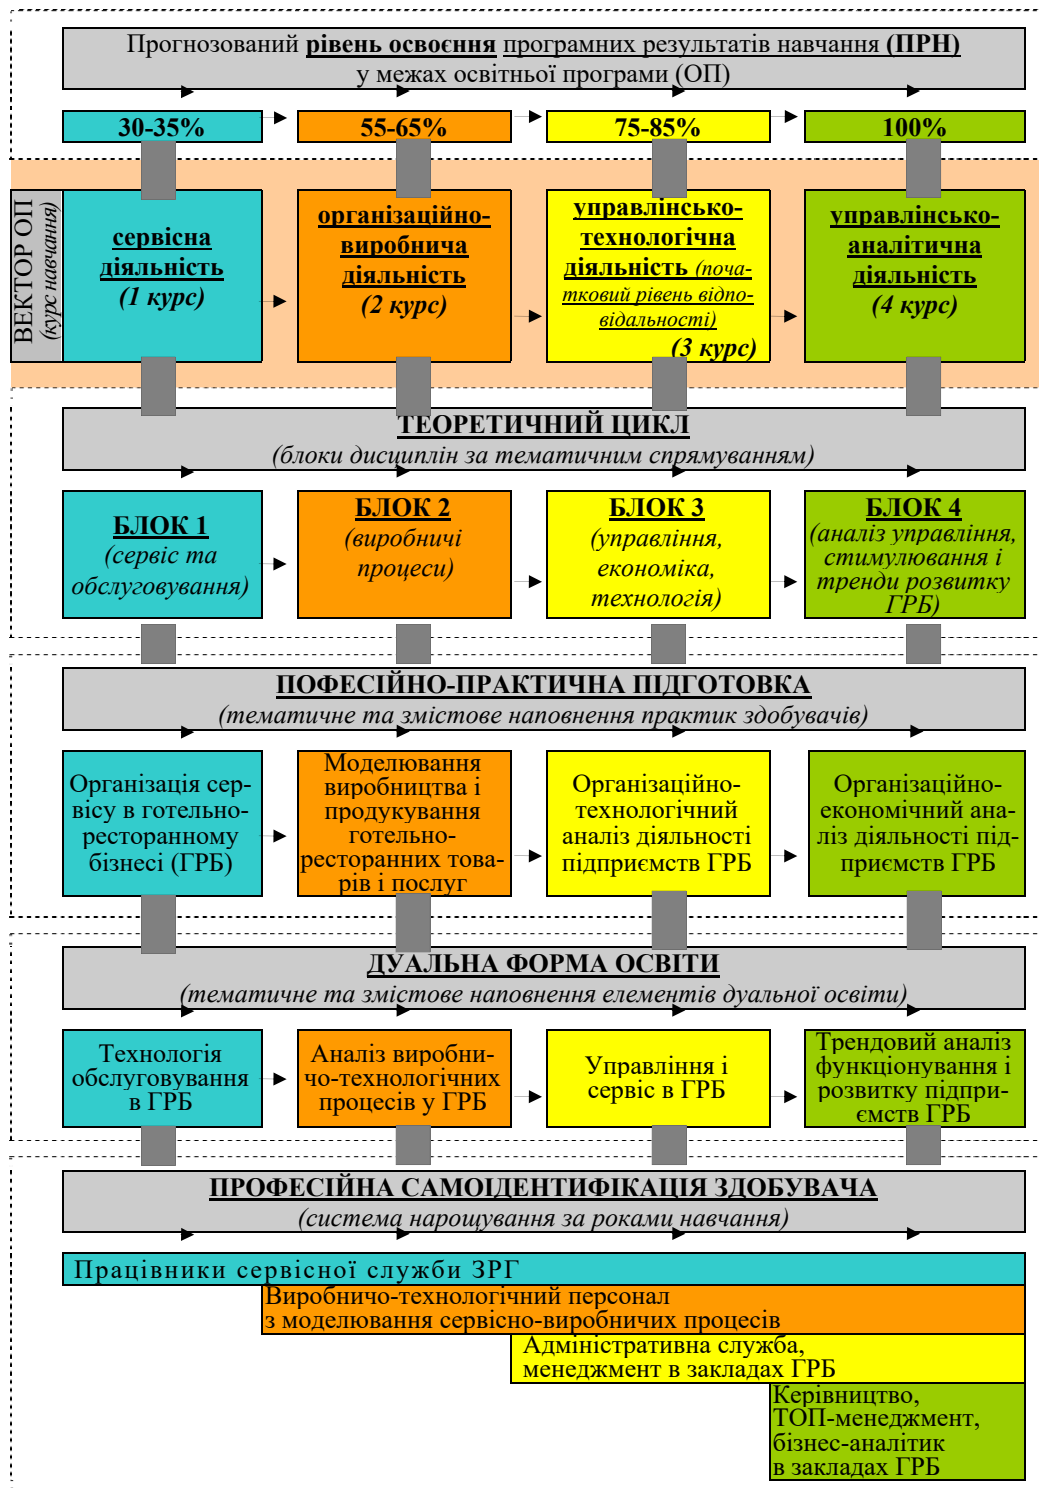 Прогнозований рівень освоєння програмних результатів навчання (ПРН)
у межах освітньої програми (ОП)
30-35%
55-65%
75-85%
100%
ВЕКТОР ОП
(курс навчання)
сервісна
діяльність
(1 курс)
організаційно-
виробнича
діяльність
(2 курс)
управлінсько-
технологічна
діяльність (поча-
тковий рівень відпо-
відальності)
(3 курс)
управлінсько-
аналітична
діяльність
(4 курс)
ТЕОРЕТИЧНИЙ ЦИКЛ
(блоки дисциплін за тематичним спрямуванням)
БЛОК 1
(сервіс та
обслуговування)
БЛОК 2
(виробничі
процеси)
БЛОК 3
(управління,
економіка,
технологія)
БЛОК 4
(аналіз управління,
стимулювання і
тренди розвитку
ГРБ)
ПОФЕСІЙНО-ПРАКТИЧНА ПІДГОТОВКА
(тематичне та змістове наповнення практик здобувачів)
Організація сер-
вісу в готельно-
ресторанному
бізнесі (ГРБ)
Моделювання
виробництва і
продукування
готельно-
ресторанних това-
рів і послуг
Організаційно-
технологічний
аналіз діяльності
підприємств ГРБ
Організаційно-
економічний ана-
ліз діяльності під-
приємств ГРБ
ДУАЛЬНА ФОРМА ОСВІТИ
(тематичне та змістове наповнення елементів дуальної освіти)
Технологія
обслуговування
в ГРБ
Аналіз виробни-
чо-технологічних
процесів у ГРБ
Управління і
сервіс в ГРБ
Трендовий аналіз
функціонування і
розвитку підпри-
ємств ГРБ
ПРОФЕСІЙНА САМОІДЕНТИФІКАЦІЯ ЗДОБУВАЧА
(система нарощування за роками навчання)
Працівники сервісної служби ЗРГ
Виробничо-технологічний персонал
з моделювання сервісно-виробничих процесів
Адміністративна служба,
менеджмент в закладах ГРБ
Керівництво,
ТОП-менеджмент,
бізнес-аналітик
в закладах ГРБ